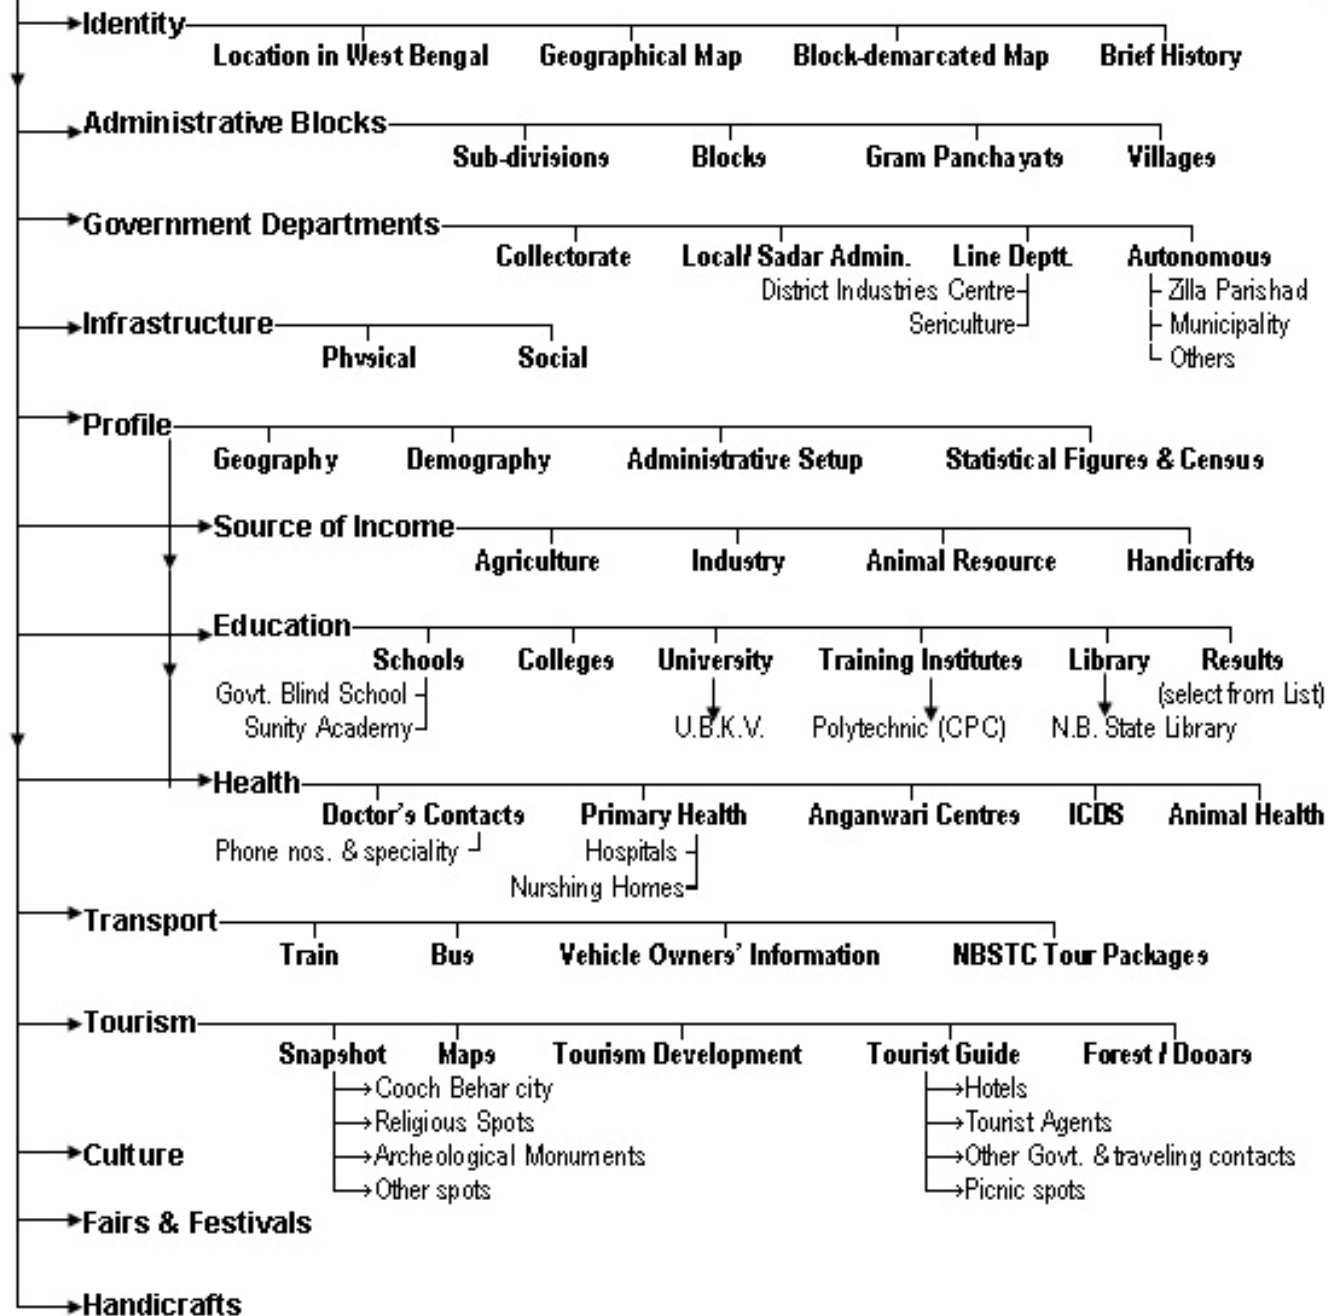 Identity
Location in West Bengal Geographical Map Block-demarcated Map Brief History
Administrative Blocks
Sub-divisions Blocks Gram Panchayats Villages
Government Departments
Collectorate Local/ Sadar Admin. Line Deptt. Autonomous
District Industries Centre Zilla Parishad
Infrastructure
Sericulture Municipality
Physical Social Others
Profile
Geography Demography Administrative Setup Statistical Figures & Census
Source of Income
Agriculture Industry Animal Resource Handicrafts
Education
Schools Colleges University Training Institutes Library Results
Govt. Blind School (select from List)
Sunity Academy U.B.K.V. Polytechnic (CPC) N.B. State Library
Health
Doctor's Contacts Primary Health Anganwari Centres ICDS Animal Health
Phone nos. & speciality Hospitals
Nurshing Homes
Transport
Train Bus Vehicle Owners' Information NBSTC Tour Packages
Tourism
Snapshot Maps Tourism Development Tourist Guide Forest / Dooars
Cooch Behar city Hotels
Religious Spots Tourist Agents
Culture Archeological Monuments Other Govt. & traveling contacts
Other spots Picnic spots
Fairs & Festivals
Handicrafts